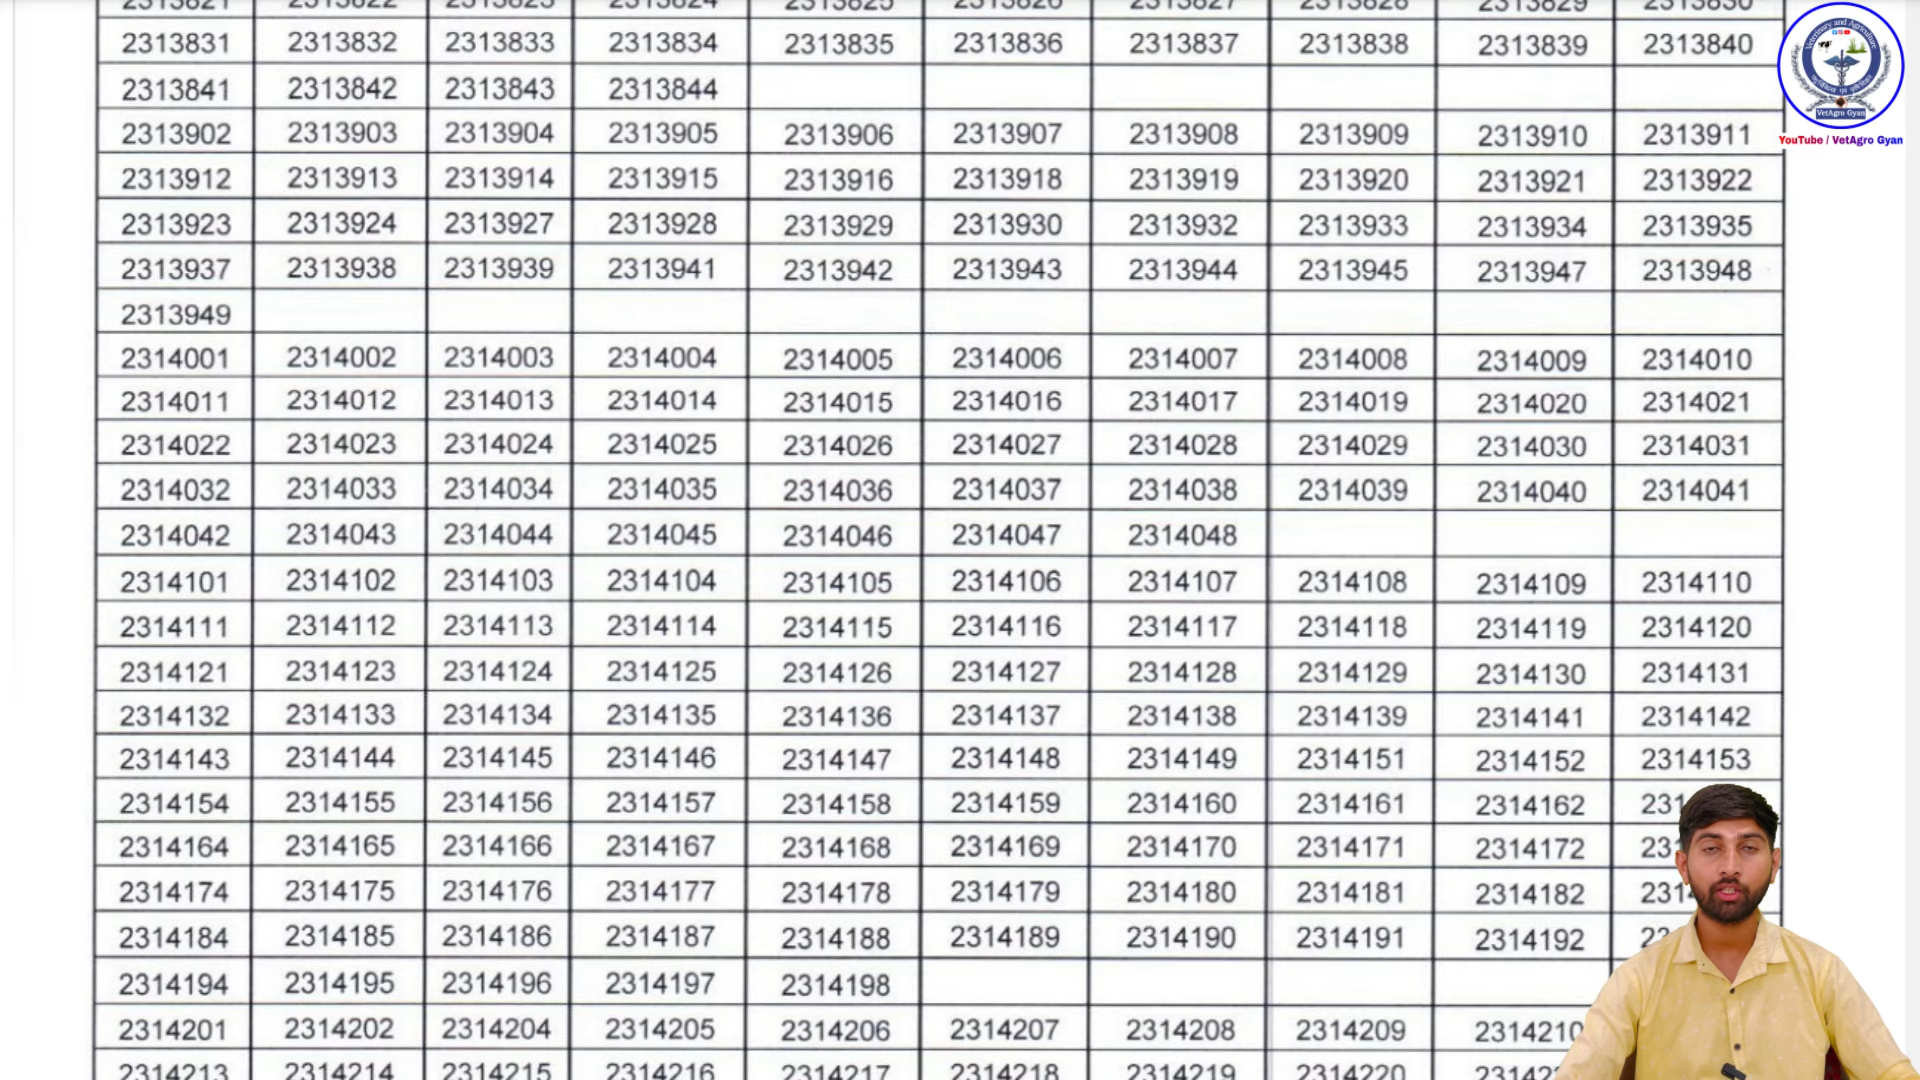 2313831 2313832 2313833 2313834 2313835 2313836 2313837 2313838 2313839 2313840
2313841 2313842 2313843 2313844
2313902 2313903 2313904 2313905 2313906 2313907 2313908 2313909 2313910 2313911
2313912 2313913 2313914 2313915 2313916 2313918 2313919 2313920 2313921 2313922
2313923 2313924 2313927 2313928 2313929 2313930 2313932 2313933 2313934 2313935
2313937 2313938 2313939 2313941 2313942 2313943 2313944 2313945 2313947 2313948
2313949
2314001 2314002 2314003 2314004 2314005 2314006 2314007 2314008 2314009 2314010
2314011 2314012 2314013 2314014 2314015 2314016 2314017 2314019 2314020 2314021
2314022 2314023 2314024 2314025 2314026 2314027 2314028 2314029 2314030 2314031
2314032 2314033 2314034 2314035 2314036 2314037 2314038 2314039 2314040 2314041
2314042 2314043 2314044 2314045 2314046 2314047 2314048
2314101 2314102 2314103 2314104 2314105 2314106 2314107 2314108 2314109 2314110
2314111 2314112 2314113 2314114 2314115 2314116 2314117 2314118 2314119 2314120
2314121 2314123 2314124 2314125 2314126 2314127 2314128 2314129 2314130 2314131
2314132 2314133 2314134 2314135 2314136 2314137 2314138 2314139 2314141 2314142
2314143 2314144 2314145 2314146 2314147 2314148 2314149 2314151 2314152 2314153
2314154 2314155 2314156 2314157 2314158 2314159 2314160 2314161 2314162
2314164 2314165 2314166 2314167 2314168 2314169 2314170 2314171 2314172
2314174 2314175 2314176 2314177 2314178 2314179 2314180 2314181 2314182
2314184 2314185 2314186 2314187 2314188 2314189 2314190 2314191 2314192
2314194 2314195 2314196 2314197 2314198
2314201 2314202 2314204 2314205 2314206 2314207 2314208 2314209 2314210
2314213 2314214 2314215 2314216 2314217 2314218 2314219 2314220
Veterinary and Agriculture
VetAgro Gyan
YouTube / VetAgro Gyan